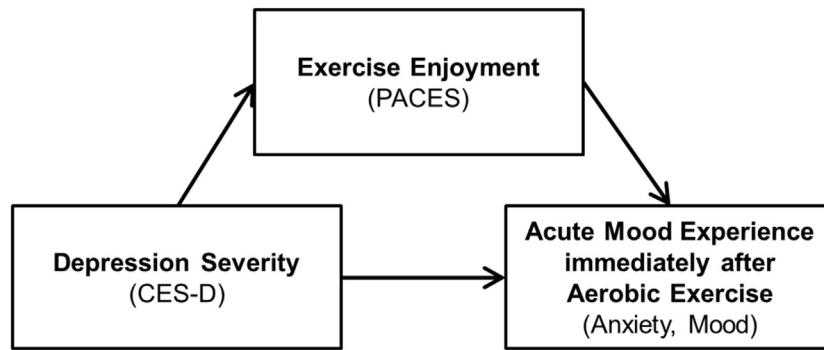 Exercise Enjoyment
(PACES)
Depression Severity
(CES-D)
Acute Mood Experience
immediately after
Aerobic Exercise
(Anxiety, Mood)